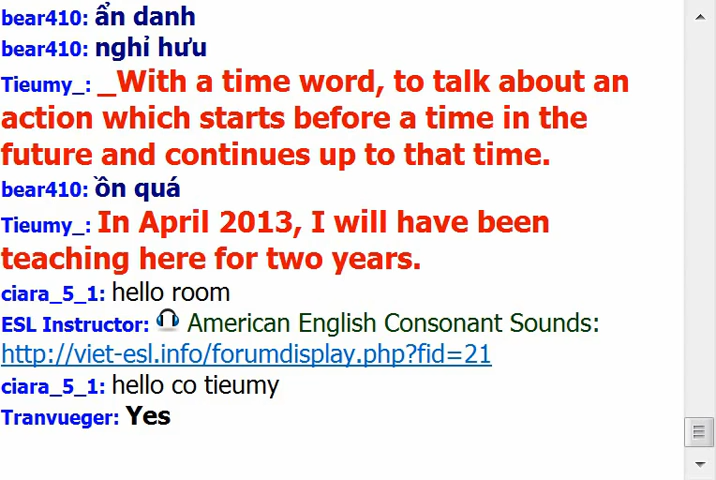 bear410: ẩn danh
bear410: nghỉ hưu
Tieumy_: _With a time word, to talk about an
action which starts before a time in the
future and continues up to that time.
bear410: ồn quá
Tieumy_: In April 2013, I will have been
teaching here for two years.
ciara_5_1: hello room
ESL Instructor: American English Consonant Sounds:
http://viet-esl.info/forumdisplay.php?fid=21
ciara_5_1: hello co tieumy
Tranvueger: Yes